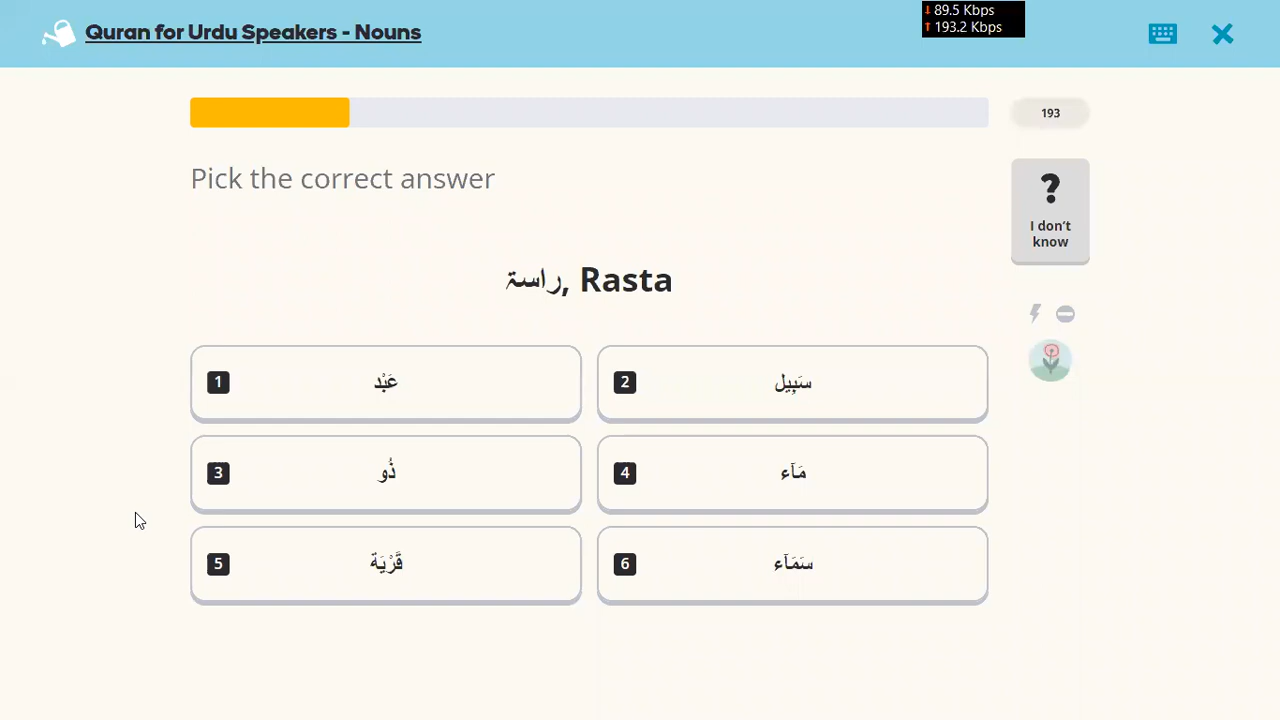 Quran for Urdu Speakers - Nouns
89.5 Kbps
193.2 Kbps
193
Pick the correct answer
?
I don't
know
راستہ, Rasta
1 عَبْد
2 سَبِيل
3 ذُو
4 مَآء
5 قَرْيَة
6 سَمَآء